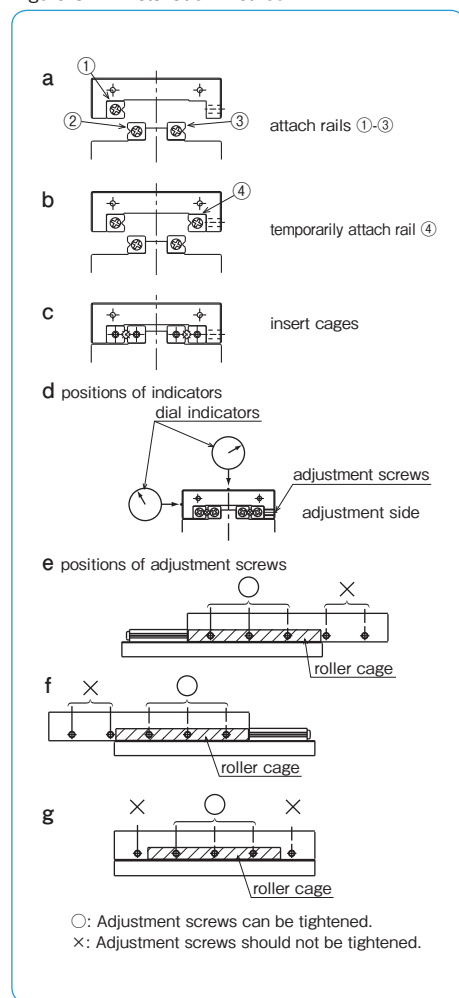 a
①
②
③
attach rails ①-③
b
④
temporarily attach rail ④
c
insert cages
d positions of indicators
dial indicators
adjustment screws
adjustment side
e positions of adjustment screws
○ ×
roller cage
f
× ○
roller cage
g
× ○ ×
roller cage
○: Adjustment screws can be tightened.
×: Adjustment screws should not be tightened.